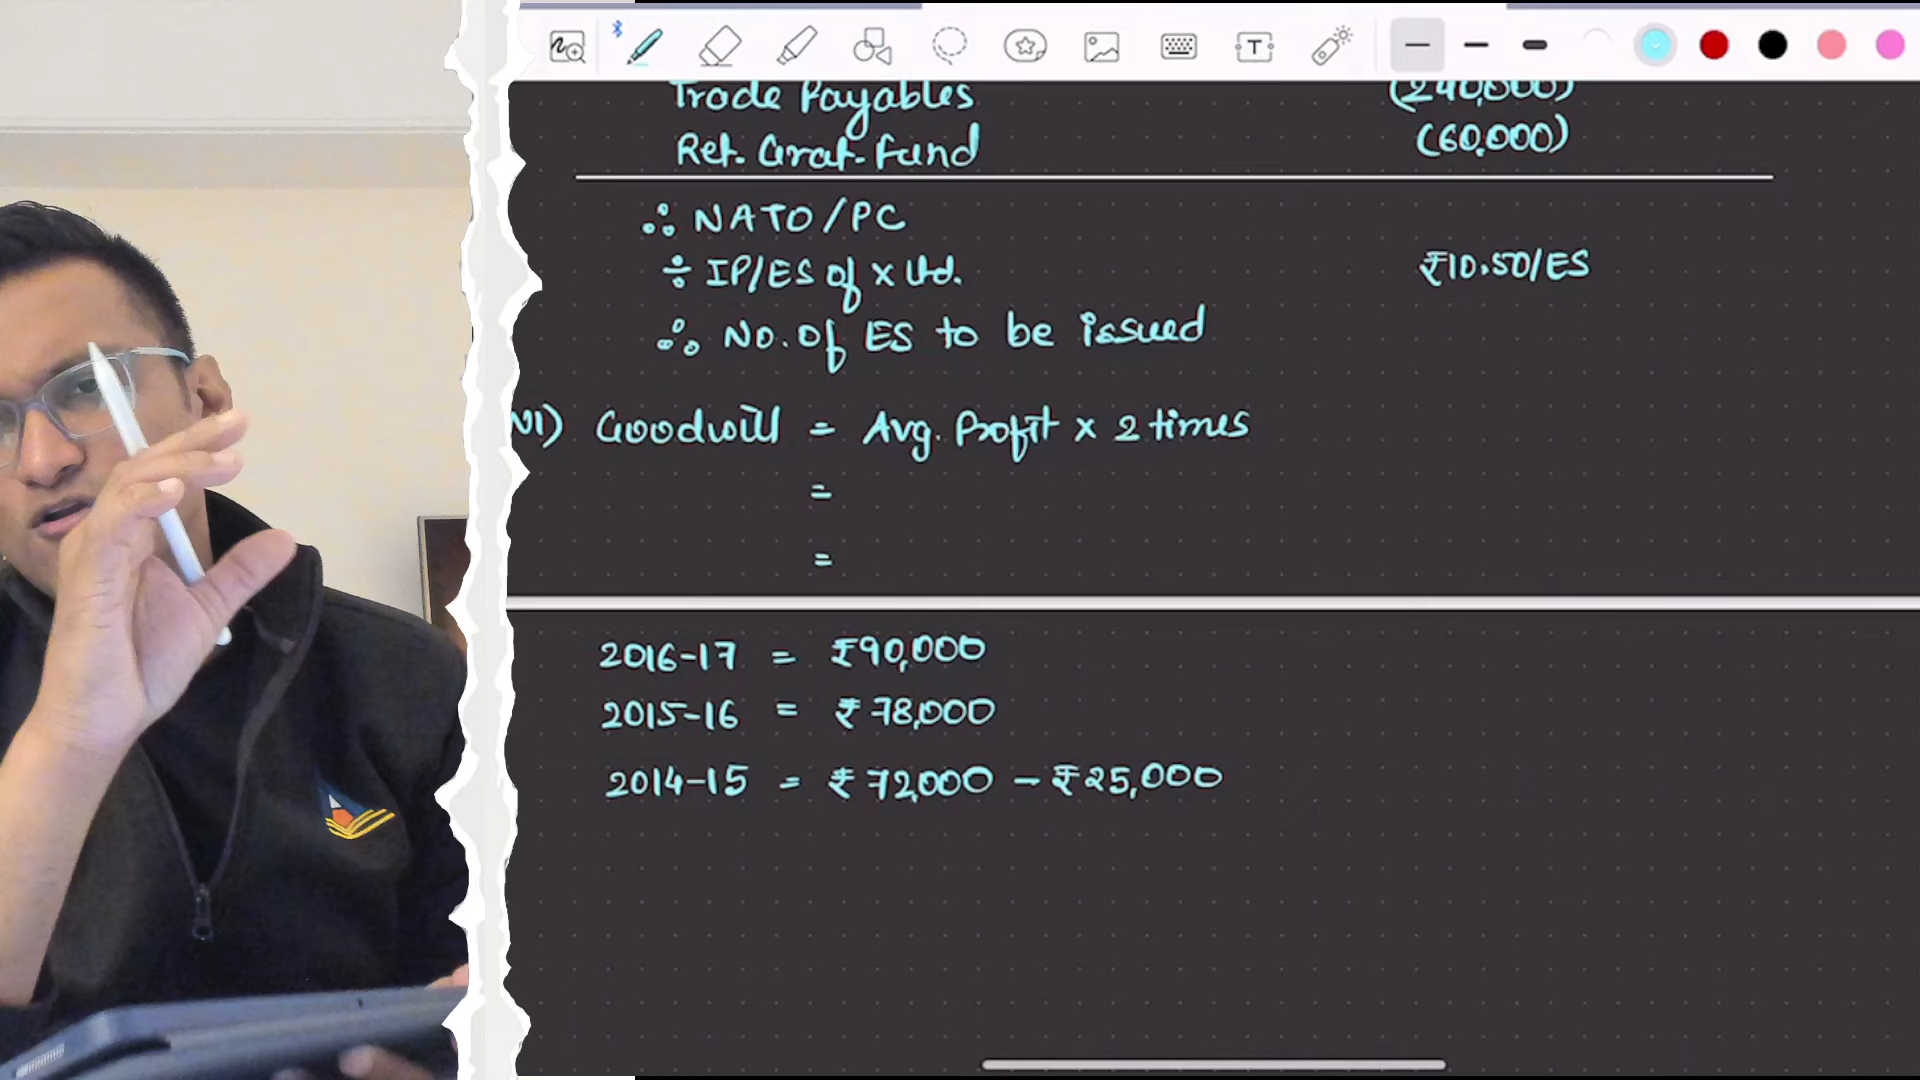 Trade Payables (240,000)
Ret. Grat. Fund (60,000)
∴ NATO/PC
÷ IP/ES of X Ltd. ₹10.50/ES
∴ No. of ES to be issued
VI) Goodwill = Avg. Profit x 2 times
=
=
2016-17 = ₹90,000
2015-16 = ₹78,000
2014-15 = ₹72,000 - ₹25,000